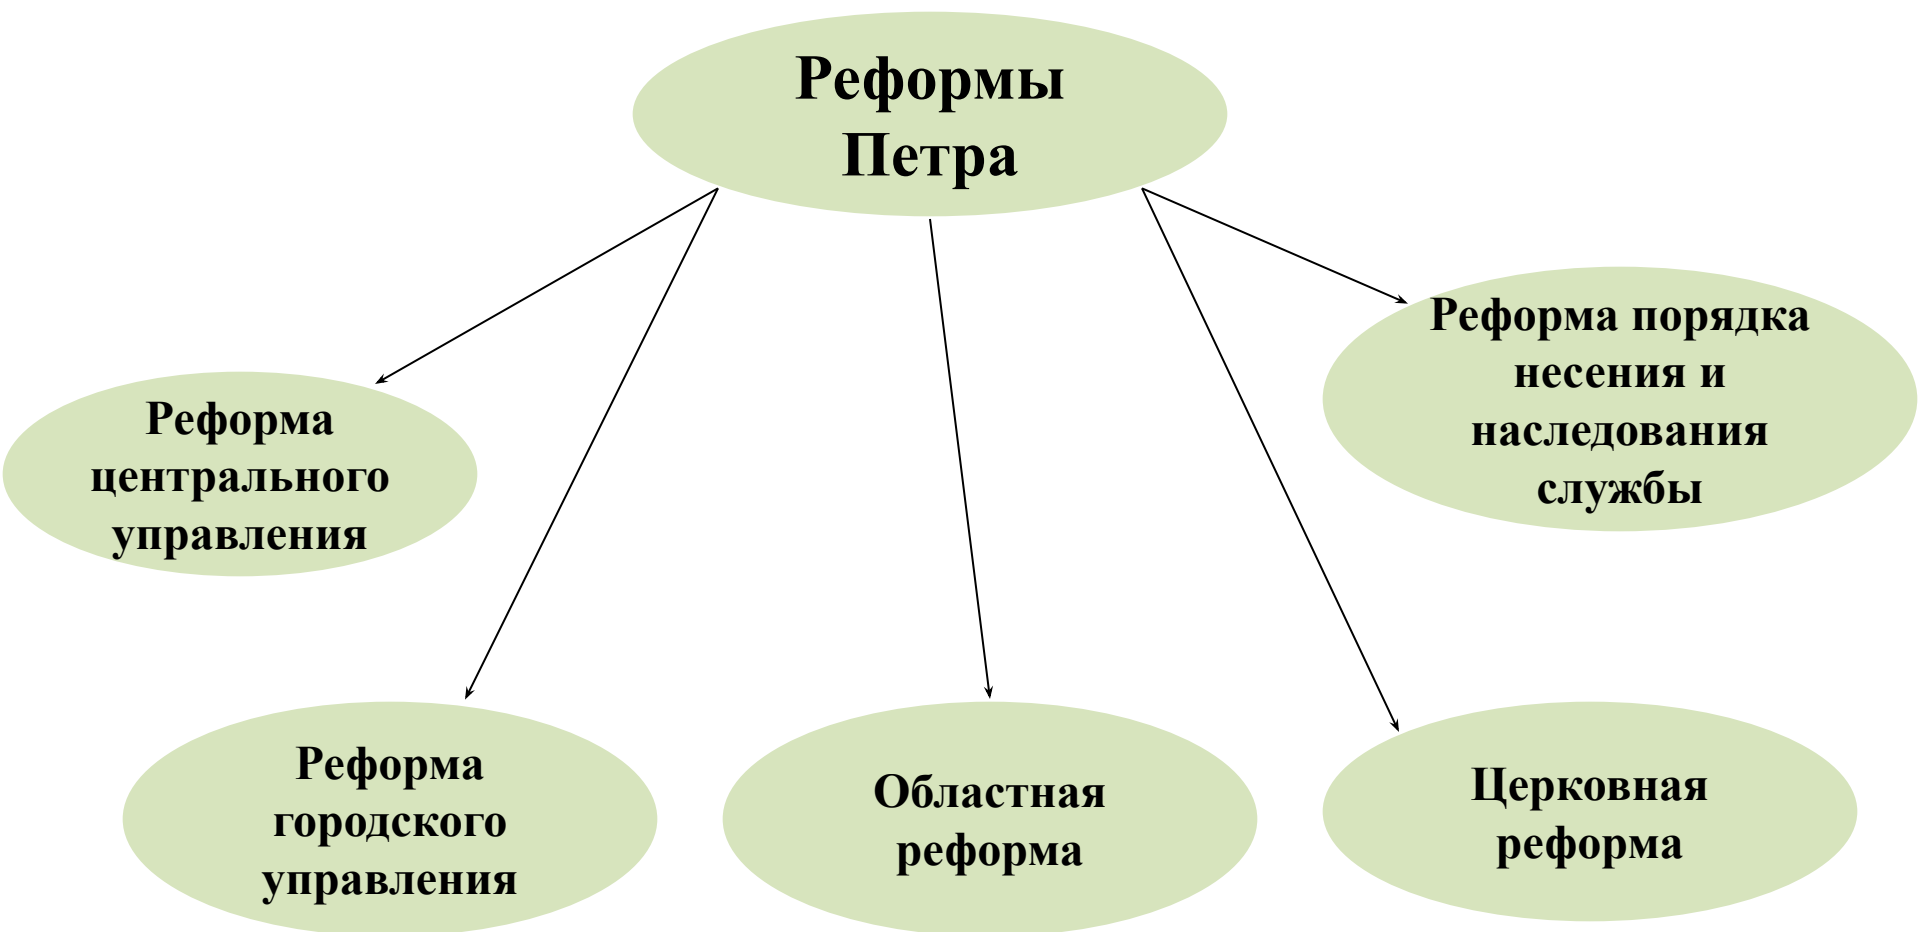 Реформы
Петра
Реформа порядка
несения и
наследования
службы
Реформа
центрального
управления
Реформа
городского
управления
Областная
реформа
Церковная
реформа